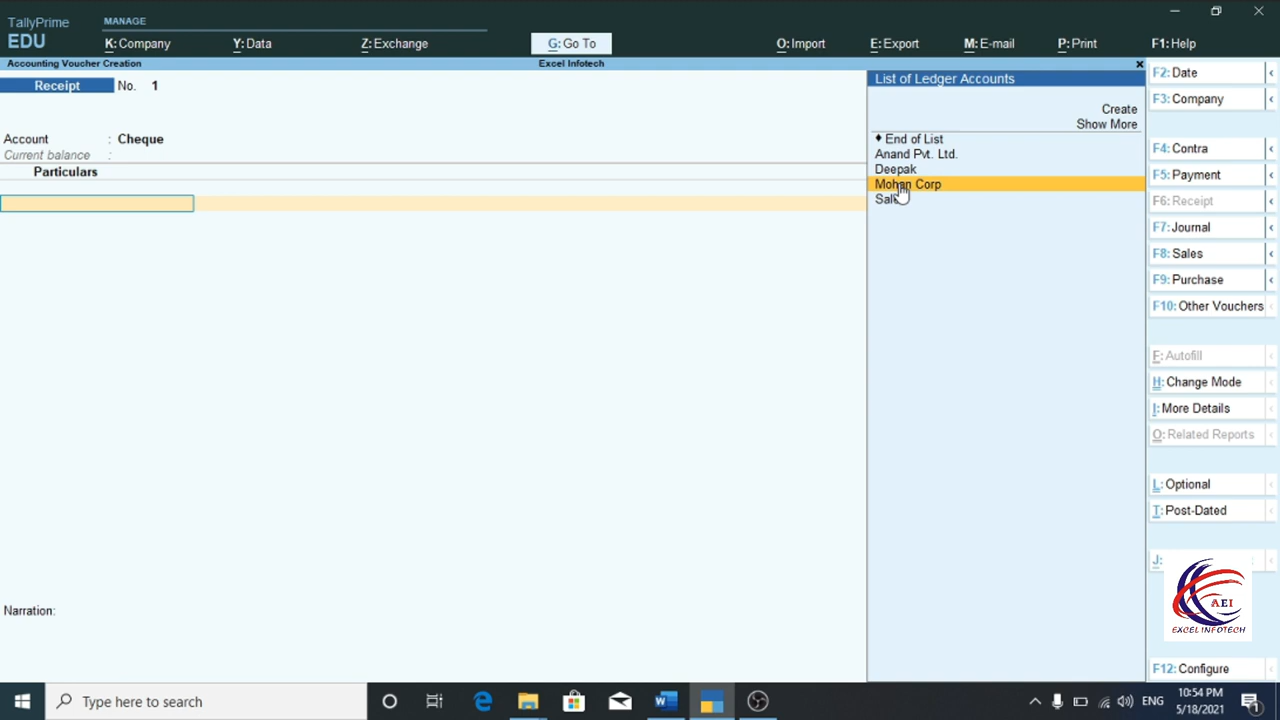 TallyPrime
EDU
MANAGE
K: Company
Y: Data
Z: Exchange
G: Go To
O: Import
E: Export
M: E-mail
P: Print
F1: Help
Accounting Voucher Creation
Excel Infotech
Receipt No. 1
Account : Cheque
Current balance :
Particulars
Narration:
List of Ledger Accounts
Create
Show More
End of List
Anand Pvt. Ltd.
Deepak
Mohan Corp
F2: Date
F3: Company
F4: Contra
F5: Payment
F6: Receipt
F7: Journal
F8: Sales
F9: Purchase
F10: Other Vouchers
F: Autofill
H: Change Mode
I: More Details
O: Related Reports
L: Optional
T: Post-Dated
J:
AEI
EXCEL INFOTECH
F12: Configure
Type here to search
ENG
10:54 PM
5/18/2021
1